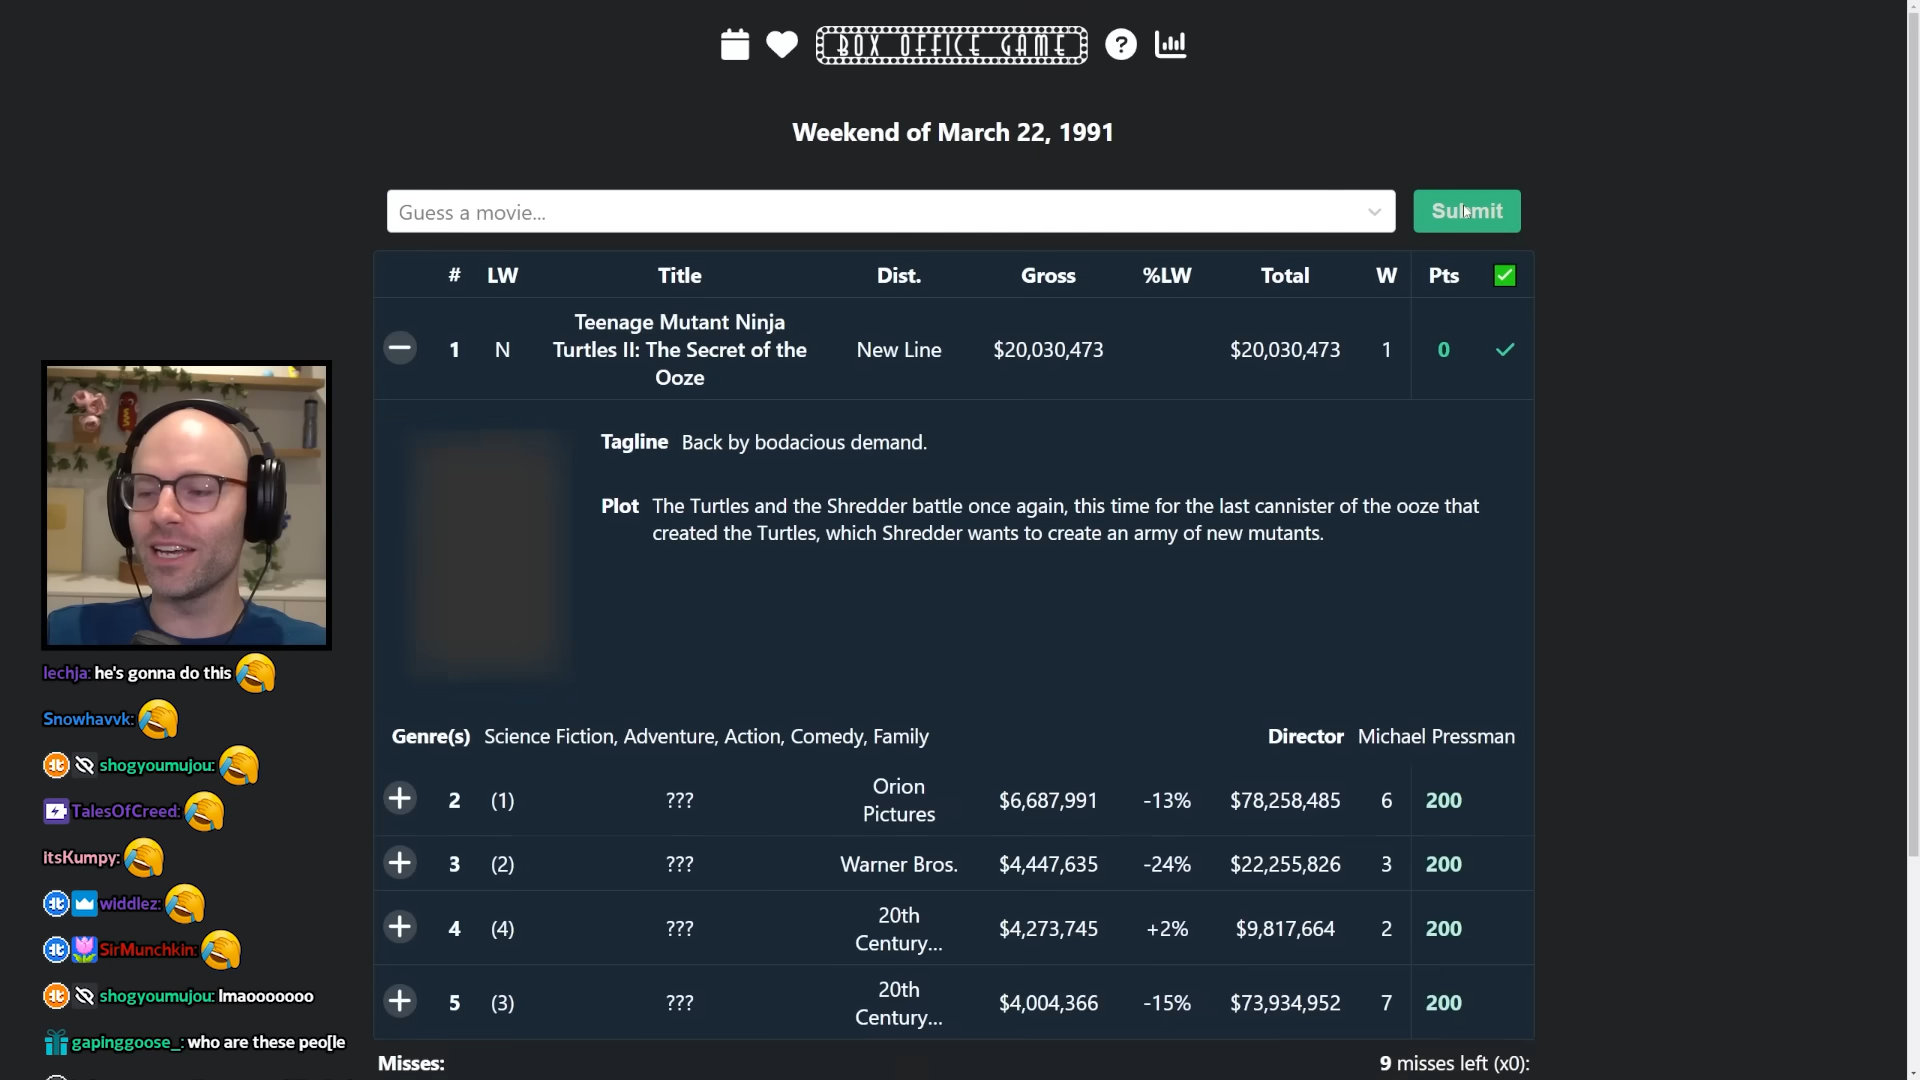 BOX OFFICE GAME
Weekend of March 22, 1991
Guess a movie...
Submit
# LW Title Dist. Gross %LW Total W Pts
1 N Teenage Mutant Ninja Turtles II: The Secret of the Ooze New Line $20,030,473 $20,030,473 1 0
Tagline Back by bodacious demand.
Plot The Turtles and the Shredder battle once again, this time for the last cannister of the ooze that
created the Turtles, which Shredder wants to create an army of new mutants.
Genre(s) Science Fiction, Adventure, Action, Comedy, Family
Director Michael Pressman
2 (1) ??? Orion Pictures $6,687,991 -13% $78,258,485 6 200
3 (2) ??? Warner Bros. $4,447,635 -24% $22,255,826 3 200
4 (4) ??? 20th Century... $4,273,745 +2% $9,817,664 2 200
5 (3) ??? 20th Century... $4,004,366 -15% $73,934,952 7 200
Misses:
9 misses left (x0):
lechja: he's gonna do this
Snowhavvk:
shogyoumujou:
TalesOfCreed:
itsKumpy:
widdlez:
SirMunchkin:
shogyoumujou: lmaooooooo
gapinggoose_: who are these peo[le